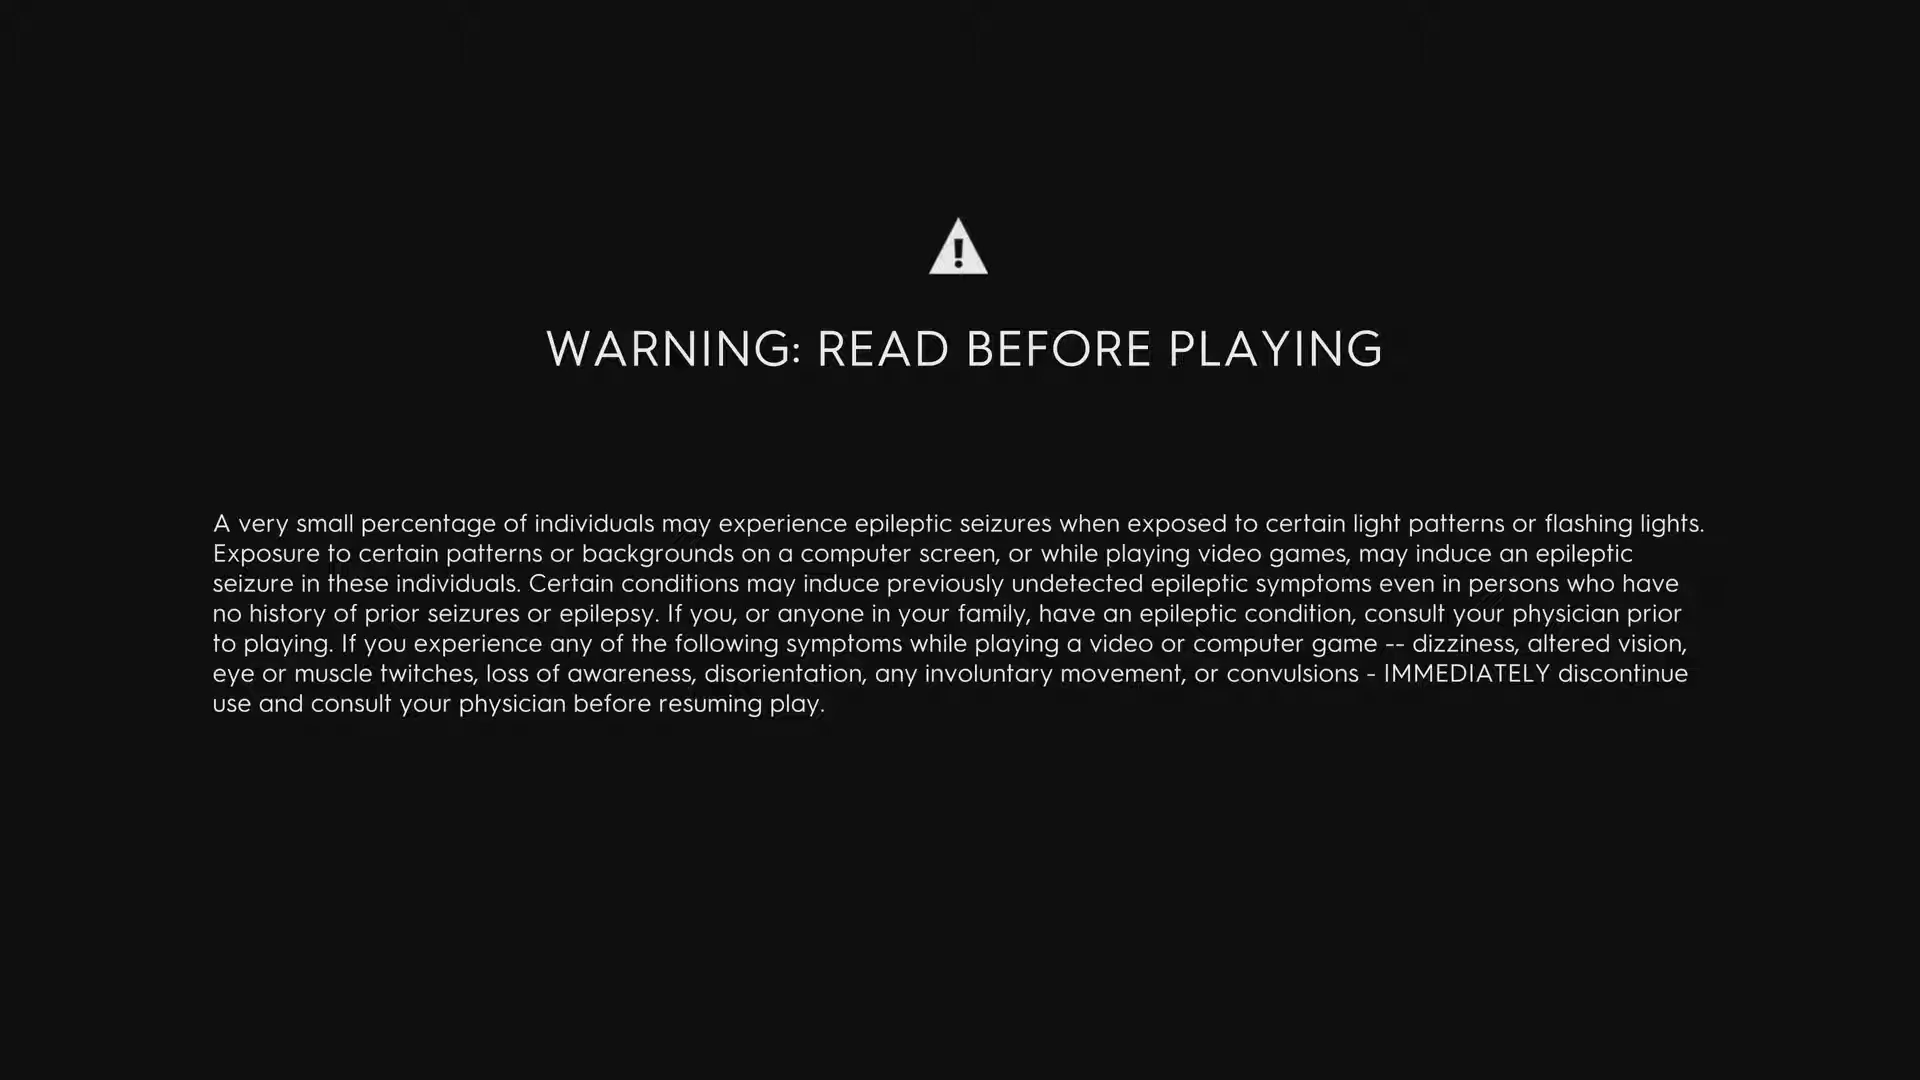 WARNING: READ BEFORE PLAYING
A very small percentage of individuals may experience epileptic seizures when exposed to certain light patterns or flashing lights.
Exposure to certain patterns or backgrounds on a computer screen, or while playing video games, may induce an epileptic
seizure in these individuals. Certain conditions may induce previously undetected epileptic symptoms even in persons who have
no history of prior seizures or epilepsy. If you, or anyone in your family, have an epileptic condition, consult your physician prior
to playing. If you experience any of the following symptoms while playing a video or computer game -- dizziness, altered vision,
eye or muscle twitches, loss of awareness, disorientation, any involuntary movement, or convulsions - IMMEDIATELY discontinue
use and consult your physician before resuming play.